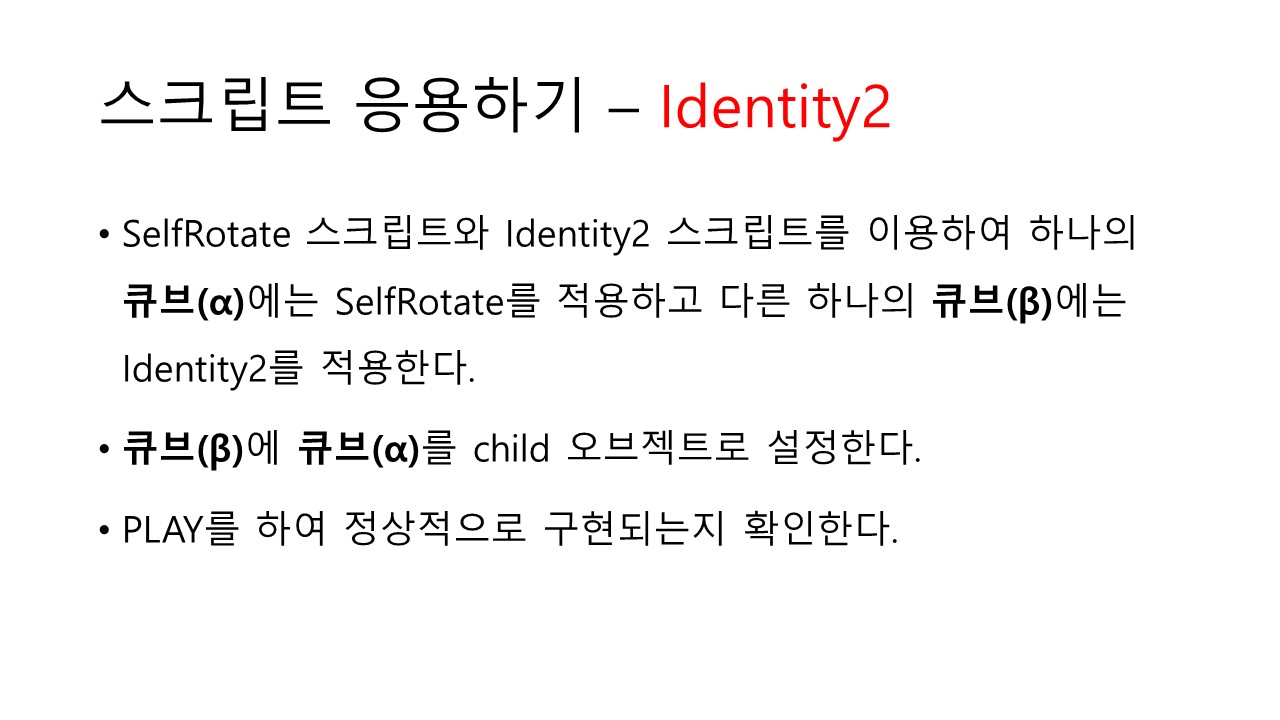 스크립트 응용하기 – Identity2
• SelfRotate 스크립트와 Identity2 스크립트를 이용하여 하나의
큐브(α)에는 SelfRotate를 적용하고 다른 하나의 큐브(β)에는
Identity2를 적용한다.
• 큐브(β)에 큐브(α)를 child 오브젝트로 설정한다.
• PLAY를 하여 정상적으로 구현되는지 확인한다.